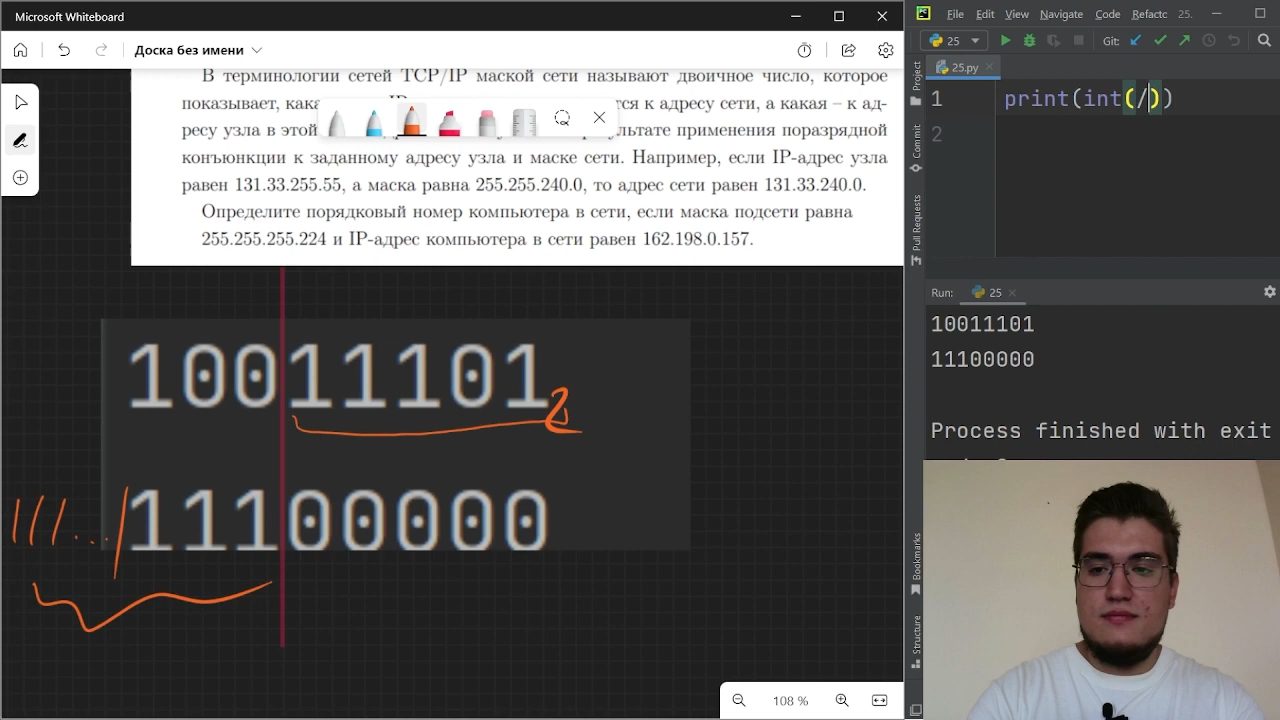 Microsoft Whiteboard
Доска без имени
В терминологии сетей TCP/IP маской сети называют двоичное число, которое
показывает, кака
тся к адресу сети, а какая – к ад-
ресу узла в этой
ультате применения поразрядной
конъюнкции к заданному адресу узла и маске сети. Например, если IP-адрес узла
равен 131.33.255.55, а маска равна 255.255.240.0, то адрес сети равен 131.33.240.0.
Определите порядковый номер компьютера в сети, если маска подсети равна
255.255.255.224 и IP-адрес компьютера в сети равен 162.198.0.157.
10011101 2
111.../11100000
108 %
File Edit View Navigate Code Refactc 25.
25 Git:
25.py
Project
Commit
Pull Requests
1 print(int(/))
2
Run: 25
10011101
11100000
Process finished with exit
Bookmarks
Structure